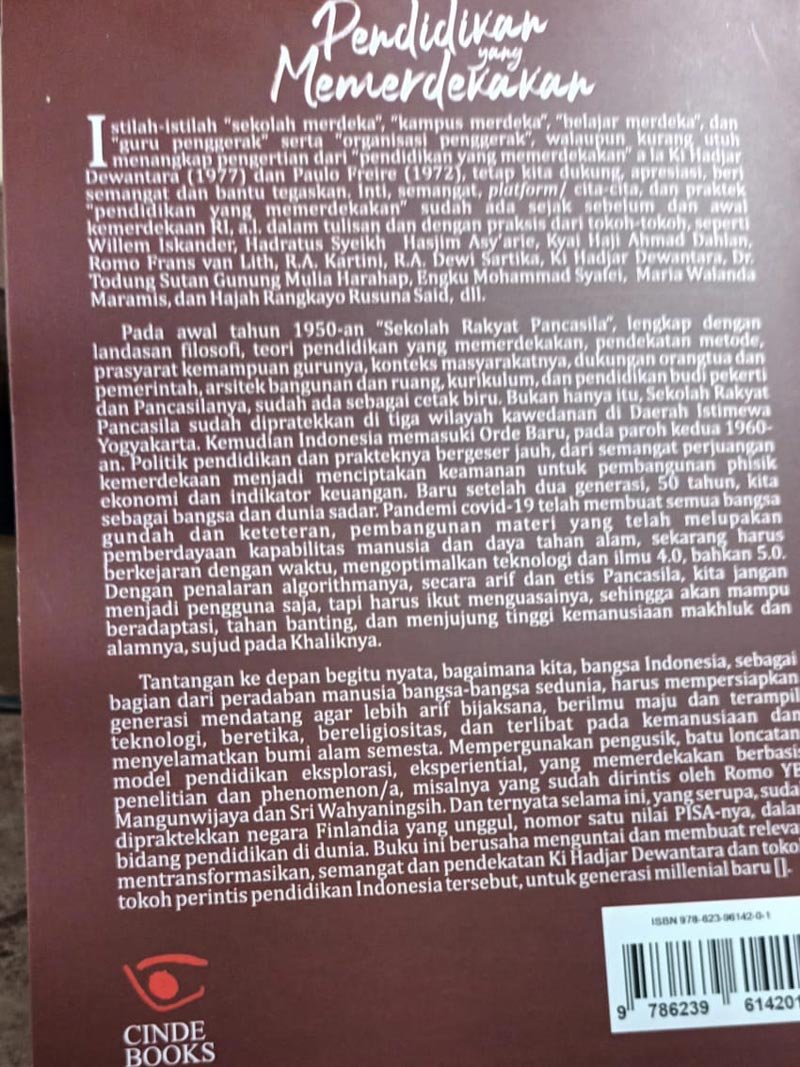 Pendidikan
yang
Memerdekakan
Istilah-istilah "sekolah merdeka", "kampus merdeka", "belajar merdeka", dan
"guru penggerak" serta "organisasi penggerak", walaupun kurang utuh
menangkap pengertian dari "pendidikan yang memerdekakan" a la Ki Hadjar
Dewantara (1977) dan Paulo Freire (1972), tetap kita dukung, apresiasi, beri
semangat dan bantu tegaskan. Inti, semangat, platform/ cita-cita, dan praktek
"pendidikan yang memerdekakan" sudah ada sejak sebelum dan awal
kemerdekaan RI, a.l. dalam tulisan dan dengan praksis dari tokoh-tokoh, seperti
Willem Iskander, Hadratus Syeikh Hasjim Asy'arie, Kyai Haji Ahmad Dahlan,
Romo Frans van Lith, R.A. Kartini, R.A. Dewi Sartika, Ki Hadjar Dewantara, Dr.
Todung Sutan Gunung Mulia Harahap, Engku Mohammad Syafei, Maria Walanda
Maramis, dan Hajah Rangkayo Rusuna Said, dll.
Pada awal tahun 1950-an "Sekolah Rakyat Pancasila", lengkap dengan
landasan filosofi, teori pendidikan yang memerdekakan, pendekatan metode,
prasyarat kemampuan gurunya, konteks masyarakatnya, dukungan orangtua dan
pemerintah, arsitek bangunan dan ruang, kurikulum, dan pendidikan budi pekerti
dan Pancasilanya, sudah ada sebagai cetak biru. Bukan hanya itu, Sekolah Rakyat
Pancasila sudah dipratekkan di tiga wilayah kawedanan di Daerah Istimewa
Yogyakarta. Kemudian Indonesia memasuki Orde Baru, pada paroh kedua 1960-
an. Politik pendidikan dan prakteknya bergeser jauh, dari semangat perjuangan
kemerdekaan menjadi menciptakan keamanan untuk pembangunan phisik
ekonomi dan indikator keuangan. Baru setelah dua generasi, 50 tahun, kita
sebagai bangsa dan dunia sadar. Pandemi covid-19 telah membuat semua bangsa
gundah dan keteteran, pembangunan materi yang telah melupakan
pemberdayaan kapabilitas manusia dan daya tahan alam, sekarang harus
berkejaran dengan waktu, mengoptimalkan teknologi dan ilmu 4.0, bahkan 5.0.
Dengan penalaran algorithmanya, secara arif dan etis Pancasila, kita jangan
menjadi pengguna saja, tapi harus ikut menguasainya, sehingga akan mampu
beradaptasi, tahan banting, dan menjujung tinggi kemanusiaan makhluk dan
alamnya, sujud pada Khaliknya.
Tantangan ke depan begitu nyata, bagaimana kita, bangsa Indonesia, sebagai
bagian dari peradaban manusia bangsa-bangsa sedunia, harus mempersiapkan
generasi mendatang agar lebih arif bijaksana, berilmu maju dan terampil
teknologi, beretika, bereligiositas, dan terlibat pada kemanusiaan dan
menyelamatkan bumi alam semesta. Mempergunakan pengusik, batu loncatan
model pendidikan eksplorasi, eksperiential, yang memerdekakan berbasis
penelitian dan phenomenon/a, misalnya yang sudah dirintis oleh Romo YB
Mangunwijaya dan Sri Wahyaningsih. Dan ternyata selama ini, yang serupa, suda
dipraktekkan negara Finlandia yang unggul, nomor satu nilai PISA-nya, dalam
bidang pendidikan di dunia. Buku ini berusaha menguntai dan membuat releva
mentransformasikan, semangat dan pendekatan Ki Hadjar Dewantara dan tokoh
tokoh perintis pendidikan Indonesia tersebut, untuk generasi millenial baru [].
ISBN 978-623-96142-0-1
9 786239 614201
CINDE
BOOKS